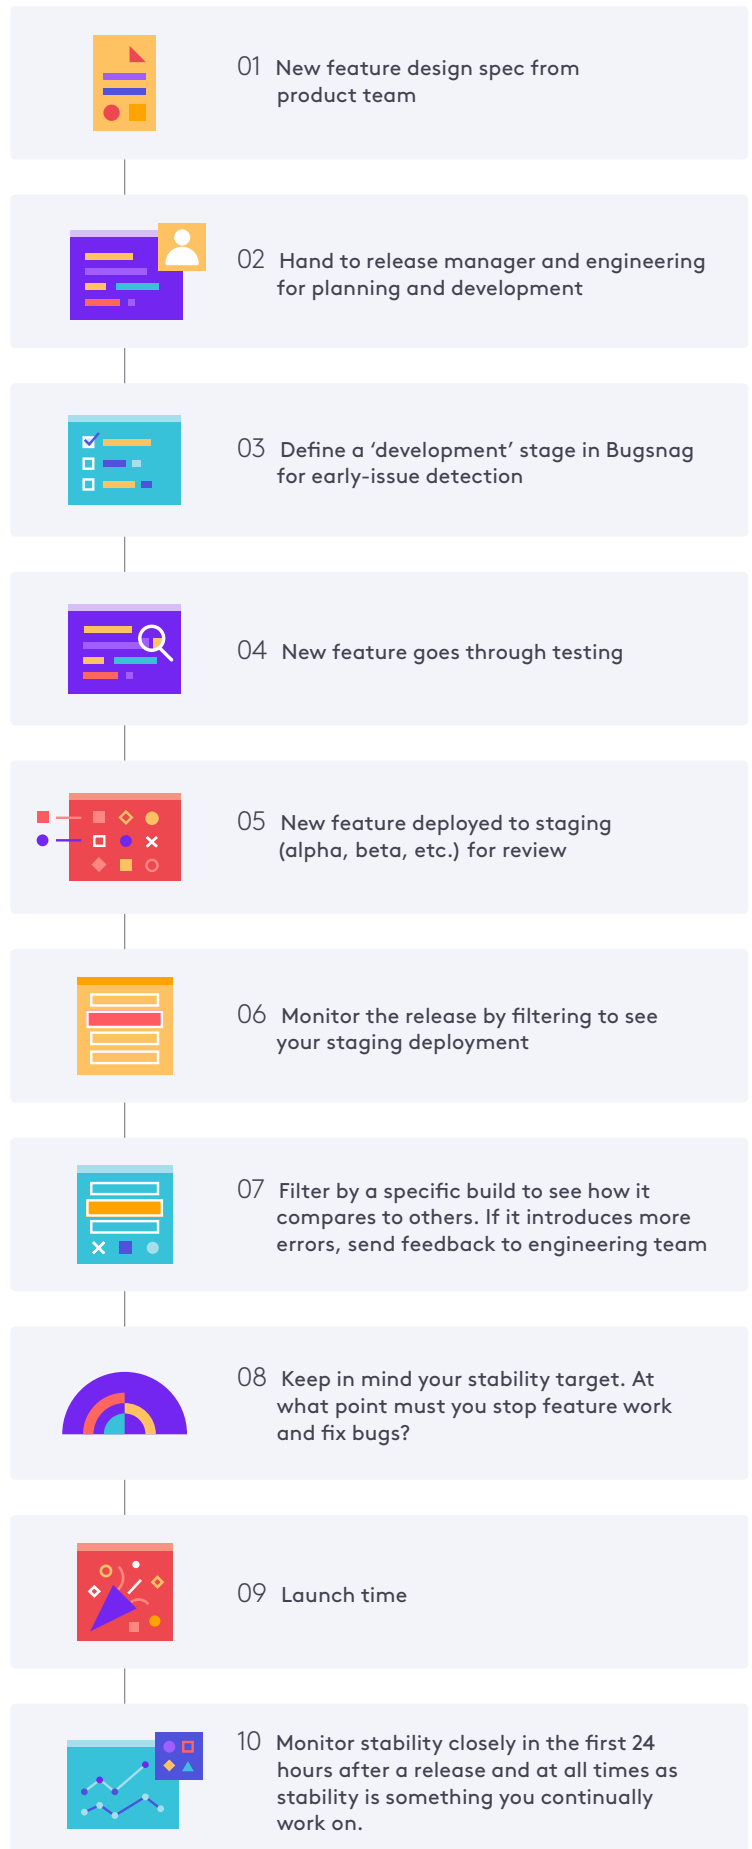 01 New feature design spec from
product team
02 Hand to release manager and engineering
for planning and development
03 Define a ‘development’ stage in Bugsnag
for early-issue detection
04 New feature goes through testing
05 New feature deployed to staging
(alpha, beta, etc.) for review
06 Monitor the release by filtering to see
your staging deployment
07 Filter by a specific build to see how it
compares to others. If it introduces more
errors, send feedback to engineering team
08 Keep in mind your stability target. At
what point must you stop feature work
and fix bugs?
09 Launch time
10 Monitor stability closely in the first 24
hours after a release and at all times as
stability is something you continually
work on.